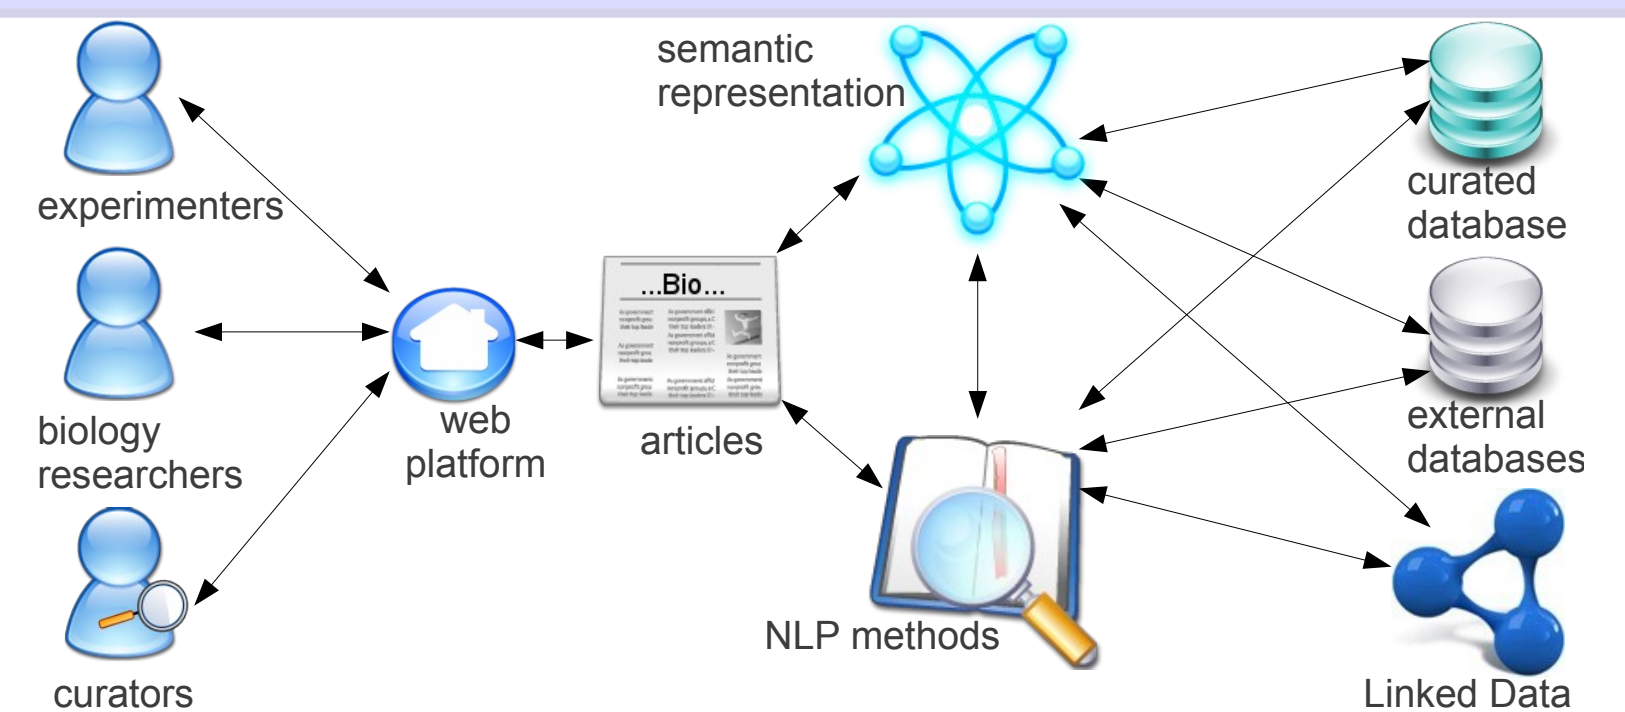 experimenters
biology
researchers
curators
web
platform
...Bio...
articles
semantic
representation
NLP methods
curated
database
external
databases
Linked Data